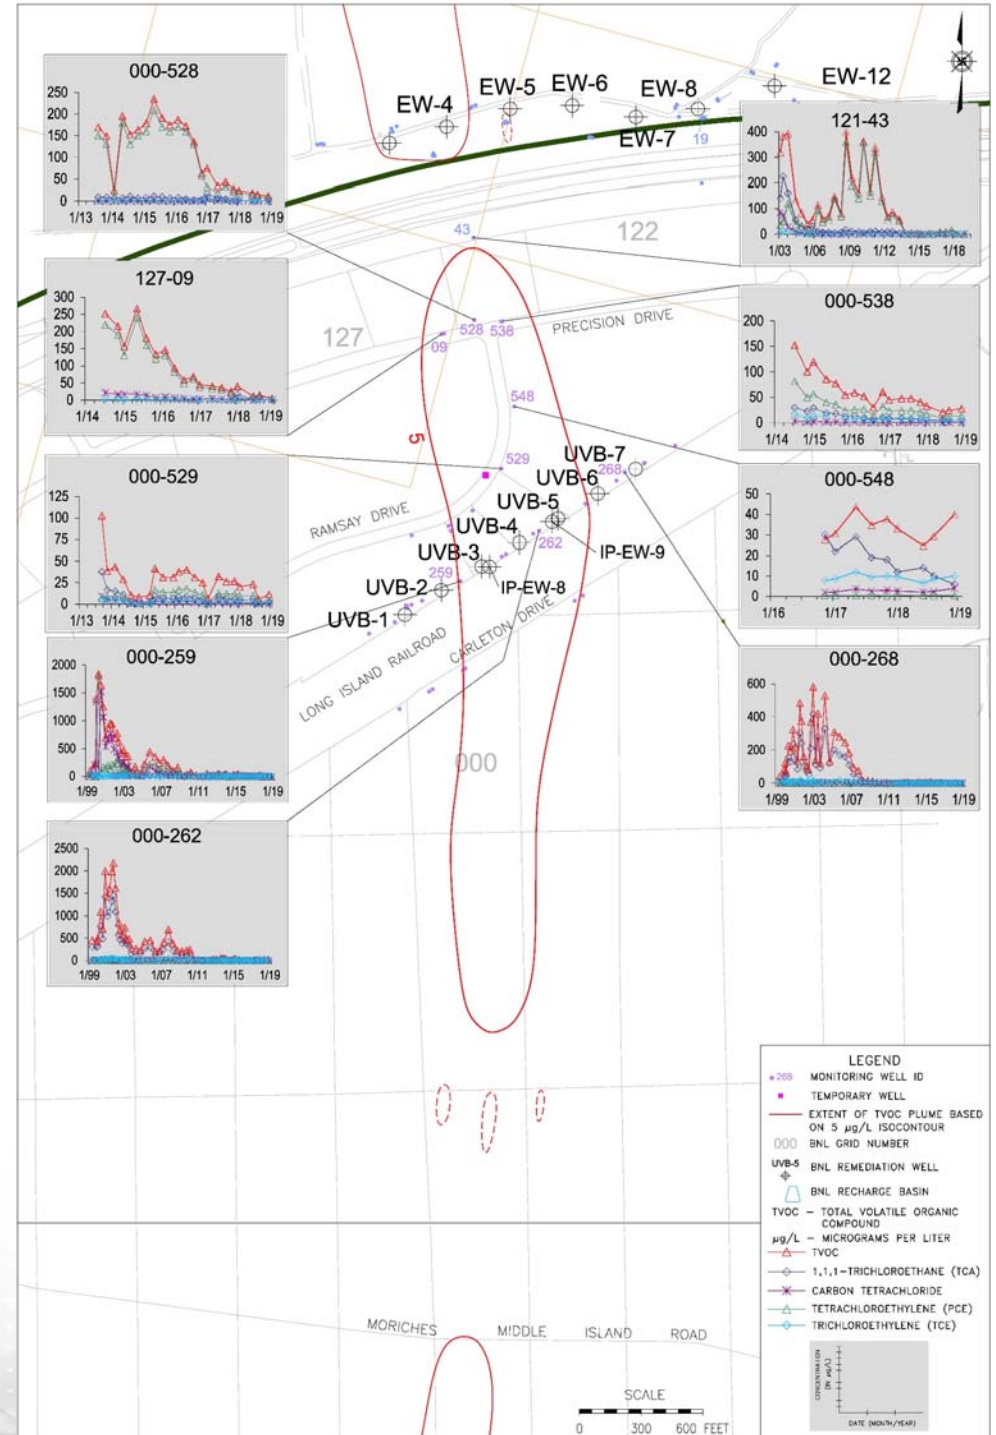 000-528
250
200
150
100
50
0
1/13 1/14 1/15 1/16 1/17 1/18 1/19
EW-4
EW-5
EW-6
EW-7
EW-8
EW-12
19
121-43
400
300
200
100
0
1/03 1/06 1/09 1/12 1/15 1/18
43
122
127-09
300
250
200
150
100
50
0
1/14 1/15 1/16 1/17 1/18 1/19
127
09
528 538
PRECISION DRIVE
000-538
200
150
100
50
0
1/14 1/15 1/16 1/17 1/18 1/19
548
5
529
000-529
125
100
75
50
25
0
1/13 1/14 1/15 1/16 1/17 1/18 1/19
RAMSAY DRIVE
UVB-7
268
UVB-6
UVB-5
UVB-4
262
IP-EW-9
UVB-3
259
IP-EW-8
UVB-2
UVB-1
LONG ISLAND RAILROAD
CARLETON DRIVE
000-548
50
40
30
20
10
0
1/16 1/17 1/18 1/19
000-259
2000
1500
1000
500
0
1/99 1/03 1/07 1/11 1/15 1/19
000
000-268
600
400
200
0
1/99 1/03 1/07 1/11 1/15 1/19
000-262
2500
2000
1500
1000
500
0
1/99 1/03 1/07 1/11 1/15 1/19
LEGEND
268 MONITORING WELL ID
TEMPORARY WELL
EXTENT OF TVOC PLUME BASED
ON 5 µg/L ISOCONTOUR
000 BNL GRID NUMBER
UVB-5 BNL REMEDIATION WELL
BNL RECHARGE BASIN
TVOC – TOTAL VOLATILE ORGANIC
COMPOUND
µg/L – MICROGRAMS PER LITER
TVOC
1,1,1-TRICHLOROETHANE (TCA)
CARBON TETRACHLORIDE
TETRACHLOROETHYLENE (PCE)
TRICHLOROETHYLENE (TCE)
CONCENTRATION
(IN µg/L)
DATE (MONTH/YEAR)
MORICHES MIDDLE ISLAND ROAD
SCALE
0 300 600 FEET